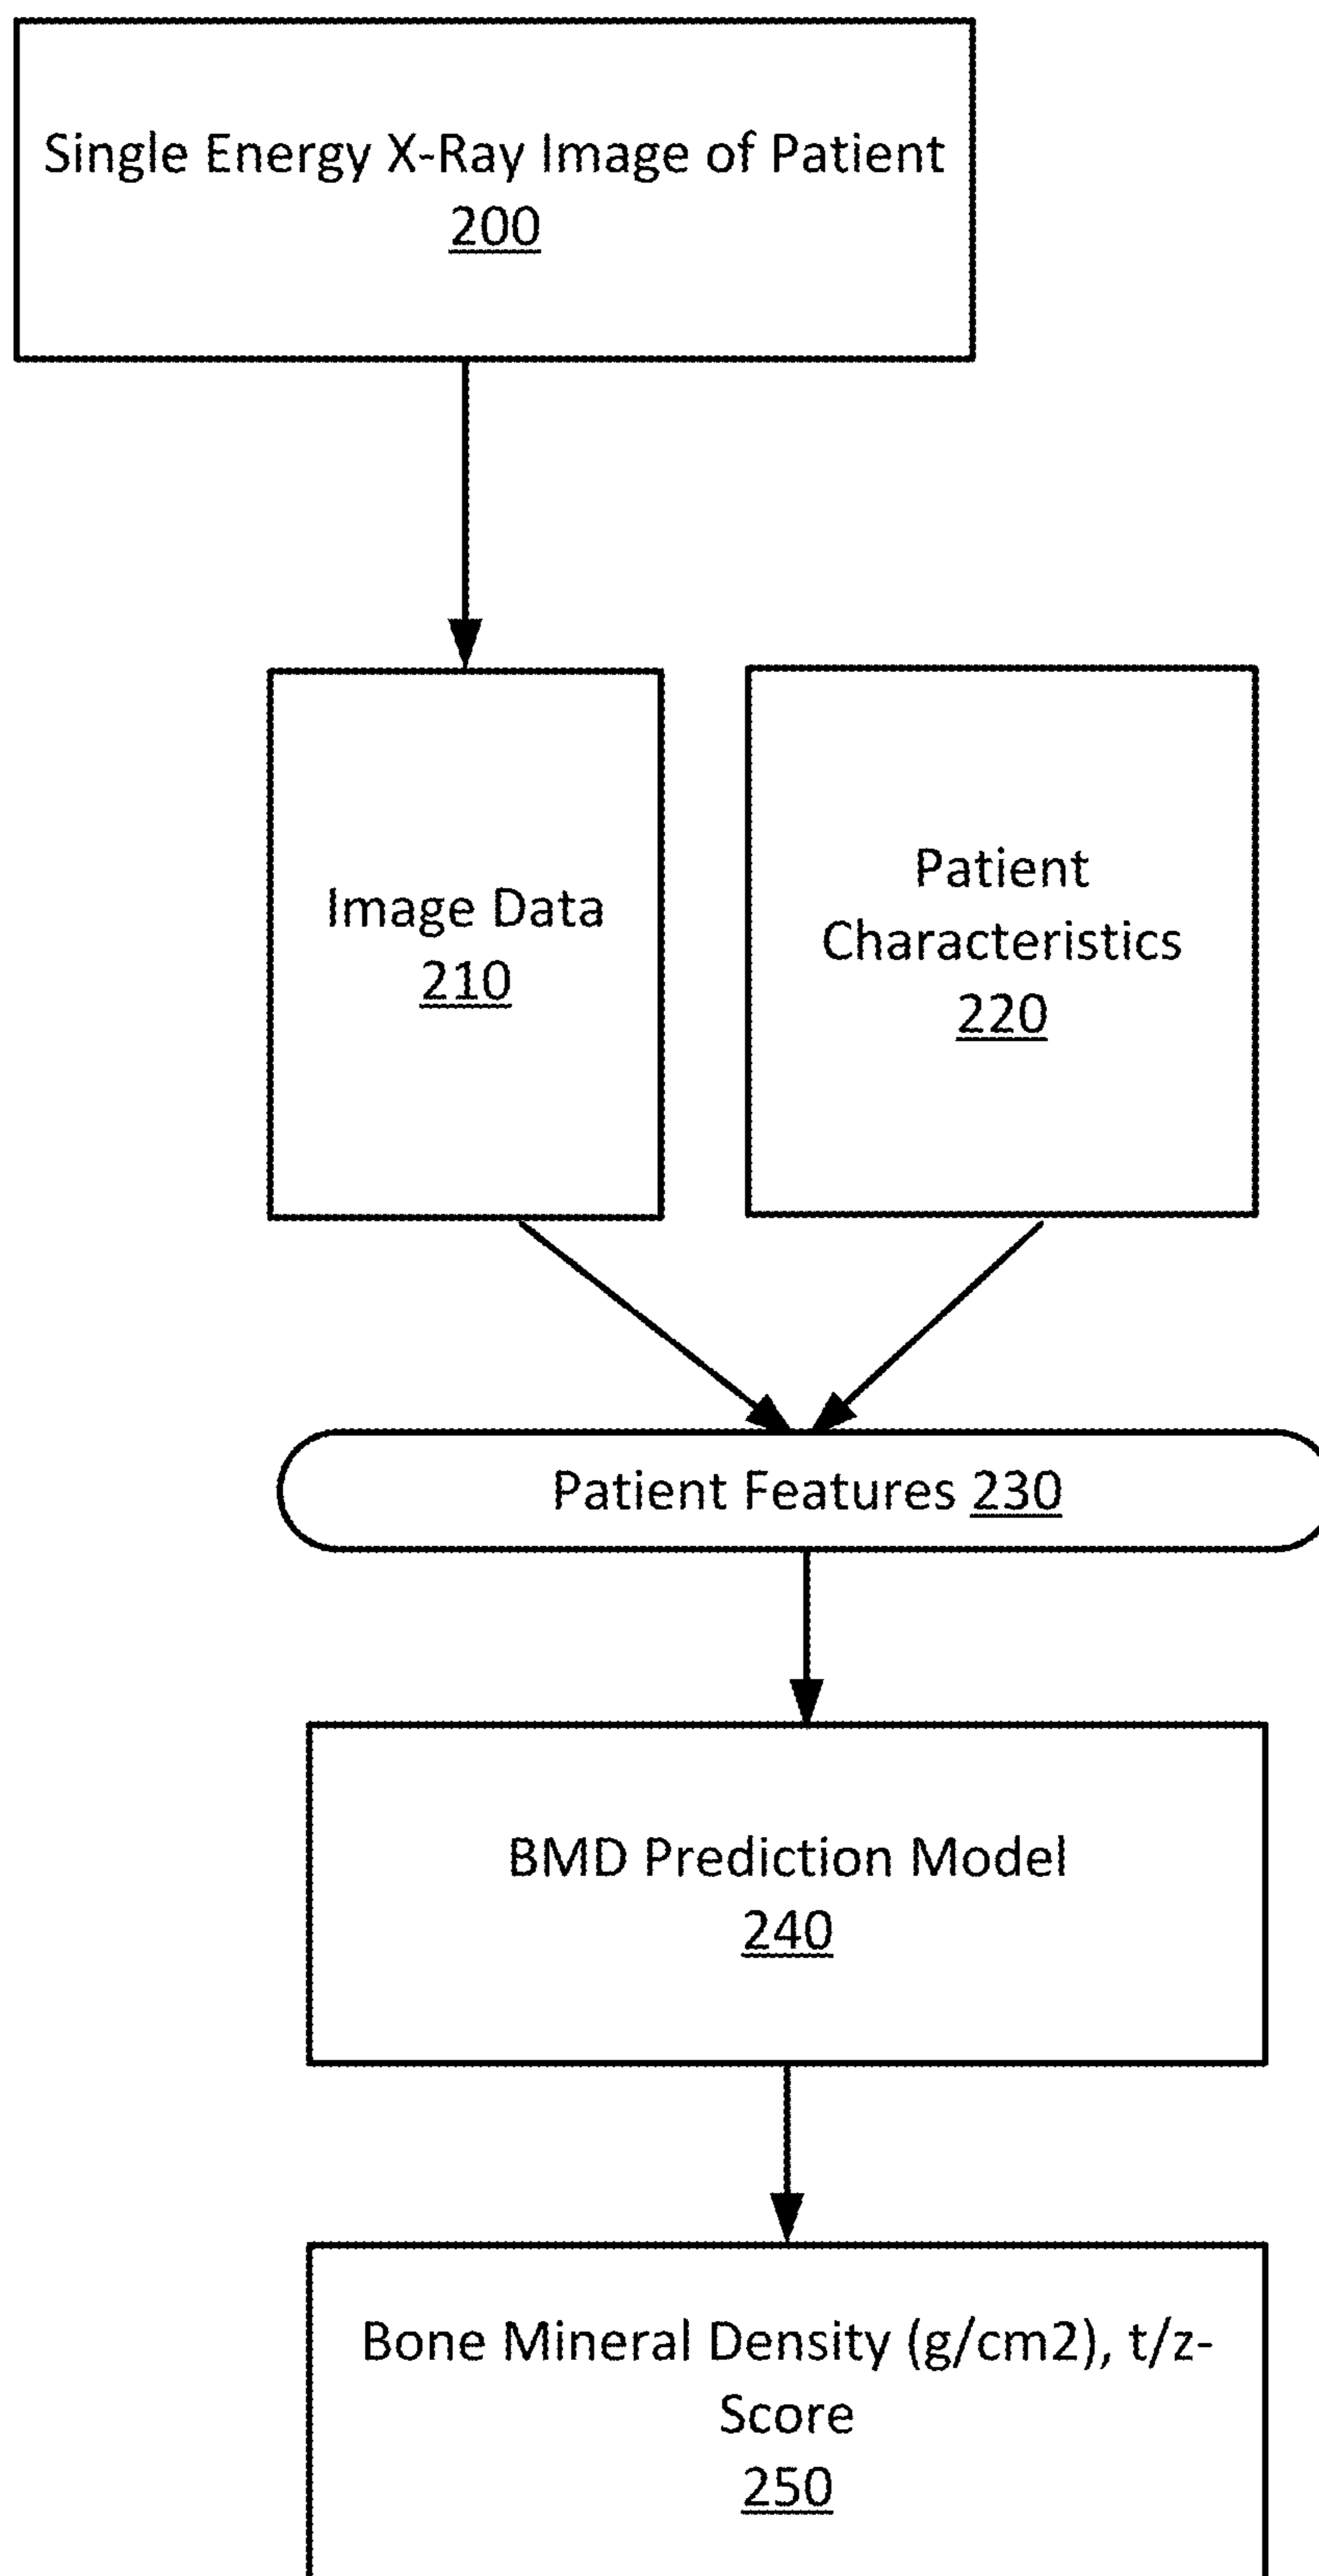 Single Energy X-Ray Image of Patient
200
Image Data
210
Patient
Characteristics
220
Patient Features 230
BMD Prediction Model
240
Bone Mineral Density (g/cm2), t/z-
Score
250